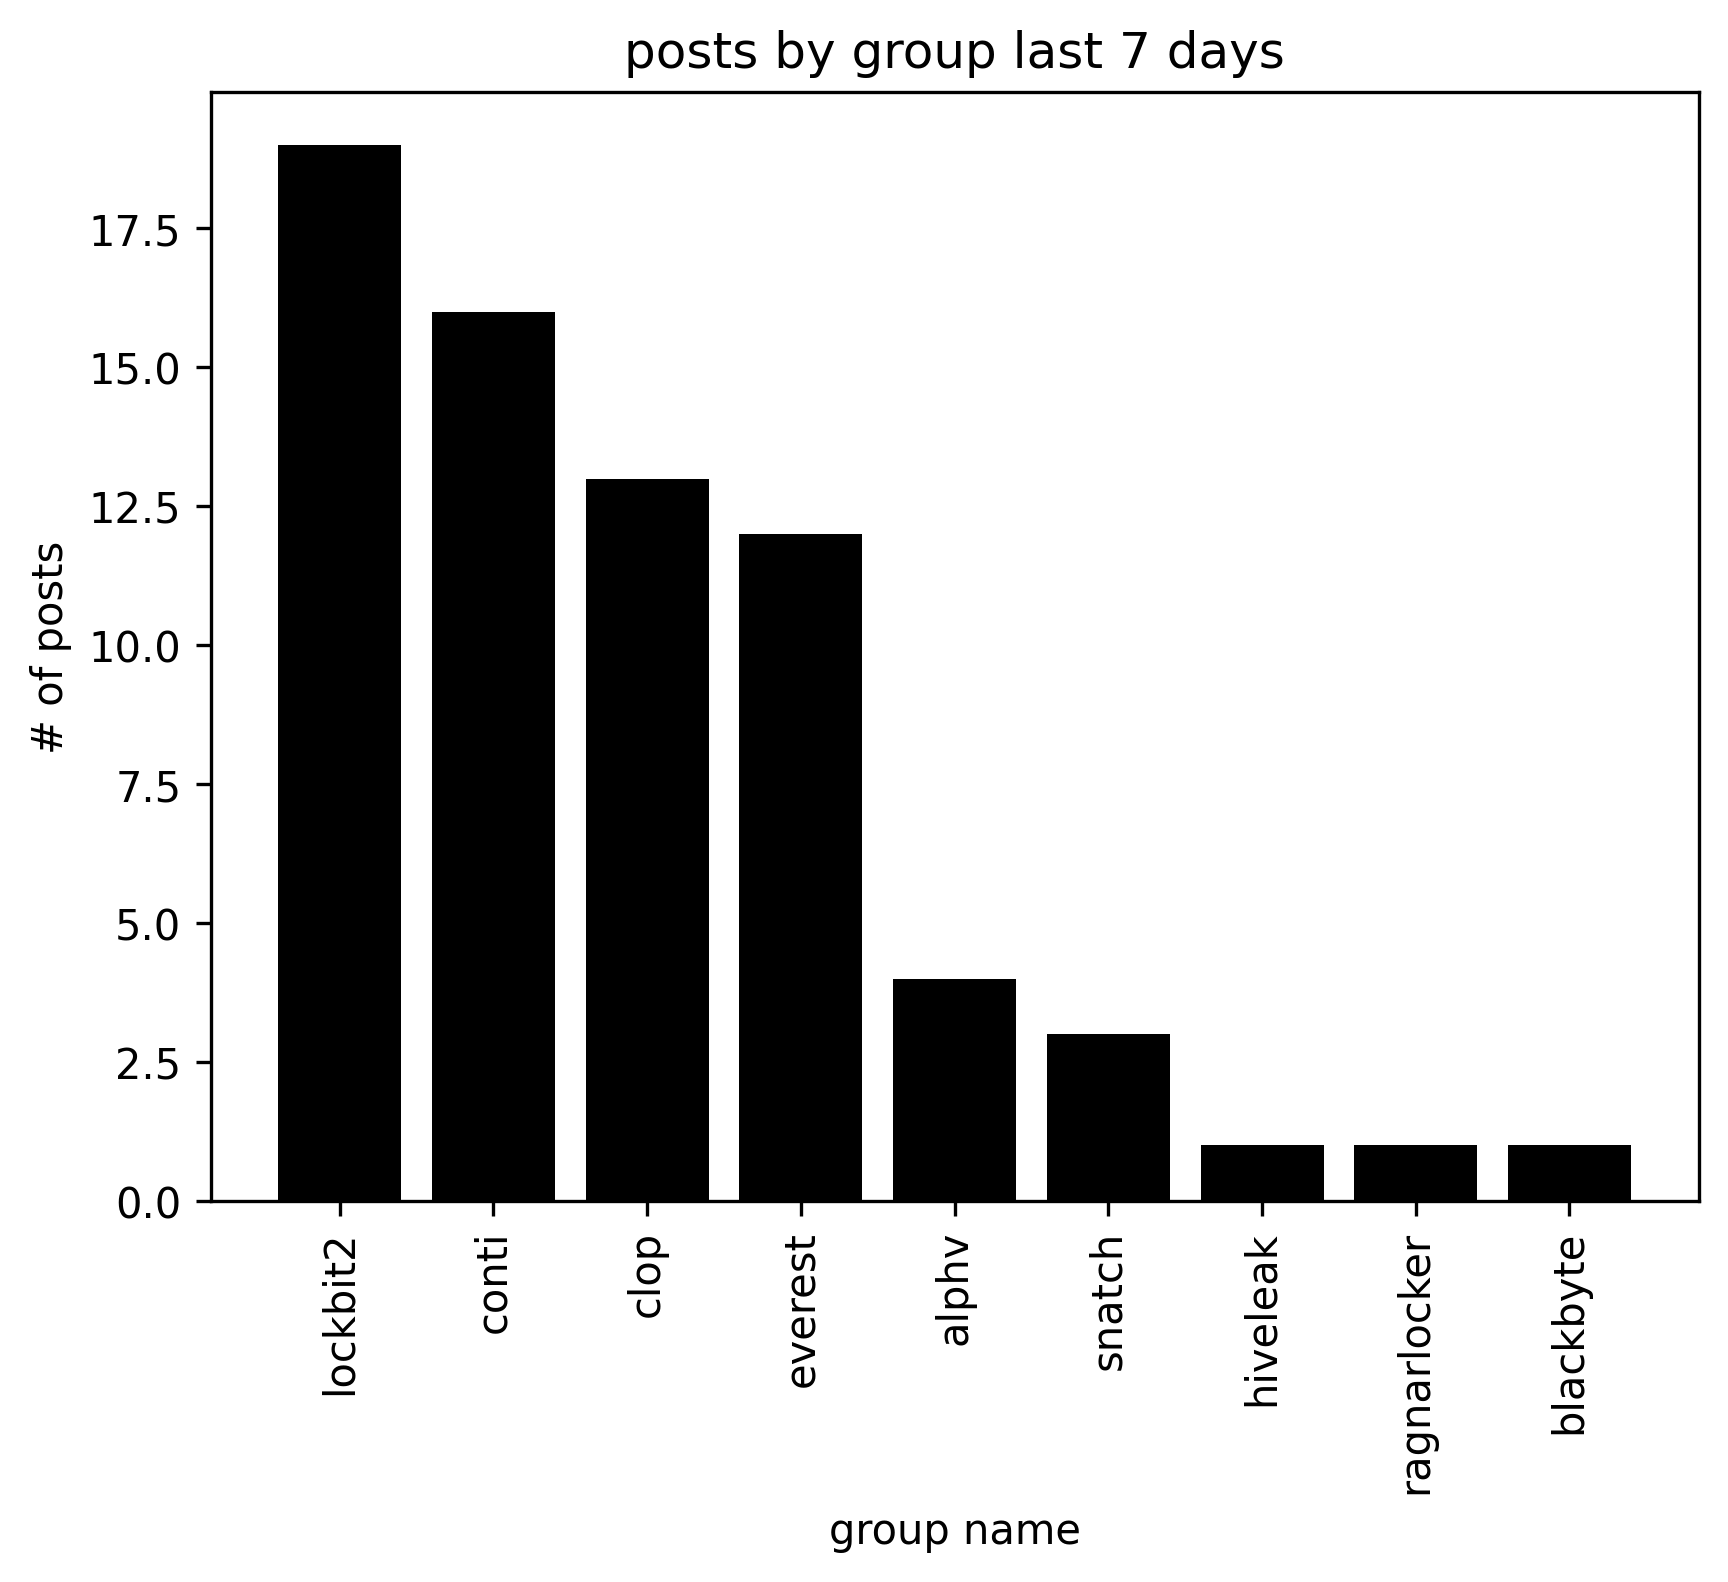 posts by group last 7 days
# of posts
17.5
15.0
12.5
10.0
7.5
5.0
2.5
0.0
lockbit2
conti
clop
everest
alphv
snatch
hiveleak
ragnarlocker
blackbyte
group name